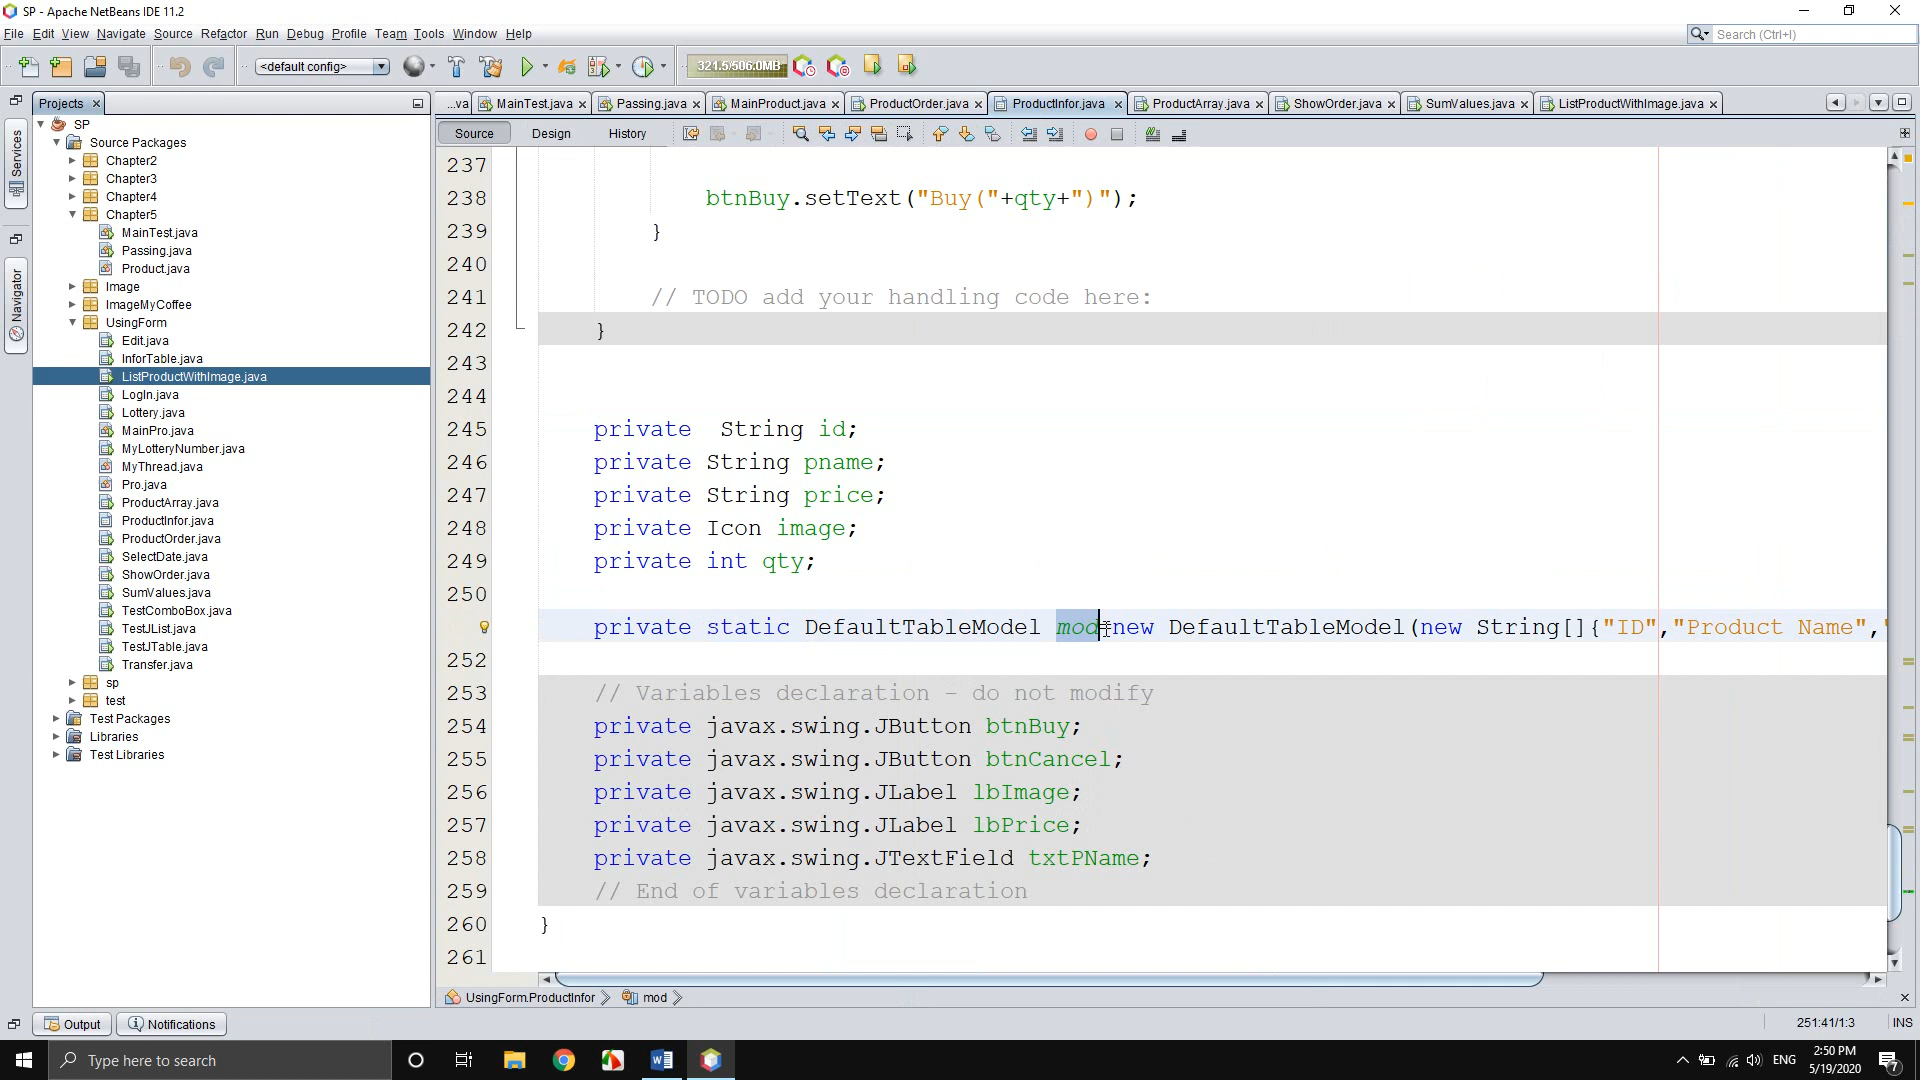 SP - Apache NetBeans IDE 11.2
File Edit View Navigate Source Refactor Run Debug Profile Team Tools Window Help
Search (Ctrl+I)
<default config>
321.5/506.0MB
Projects
...va MainTest.java Passing.java MainProduct.java ProductOrder.java ProductInfor.java ProductArray.java ShowOrder.java SumValues.java ListProductWithImage.java
Source Design History
Services
Navigator
SP
Source Packages
Chapter2
Chapter3
Chapter4
Chapter5
MainTest.java
Passing.java
Product.java
Image
ImageMyCoffee
UsingForm
Edit.java
InforTable.java
ListProductWithImage.java
LogIn.java
Lottery.java
MainPro.java
MyLotteryNumber.java
MyThread.java
Pro.java
ProductArray.java
ProductInfor.java
ProductOrder.java
SelectDate.java
ShowOrder.java
SumValues.java
TestComboBox.java
TestJList.java
TestJTable.java
Transfer.java
sp
test
Test Packages
Libraries
Test Libraries
237
238 btnBuy.setText("Buy("+qty+")");
239 }
240
241 // TODO add your handling code here:
242 }
243
244
245 private  String id;
246 private String pname;
247 private String price;
248 private Icon image;
249 private int qty;
250
private static DefaultTableModel mod=new DefaultTableModel(new String[]{"ID","Product Name","
252
253 // Variables declaration - do not modify
254 private javax.swing.JButton btnBuy;
255 private javax.swing.JButton btnCancel;
256 private javax.swing.JLabel lbImage;
257 private javax.swing.JLabel lbPrice;
258 private javax.swing.JTextField txtPName;
259 // End of variables declaration
260 }
261
UsingForm.ProductInfor mod
Output Notifications
251:41/1:3 INS
Type here to search
ENG
2:50 PM
5/19/2020
7